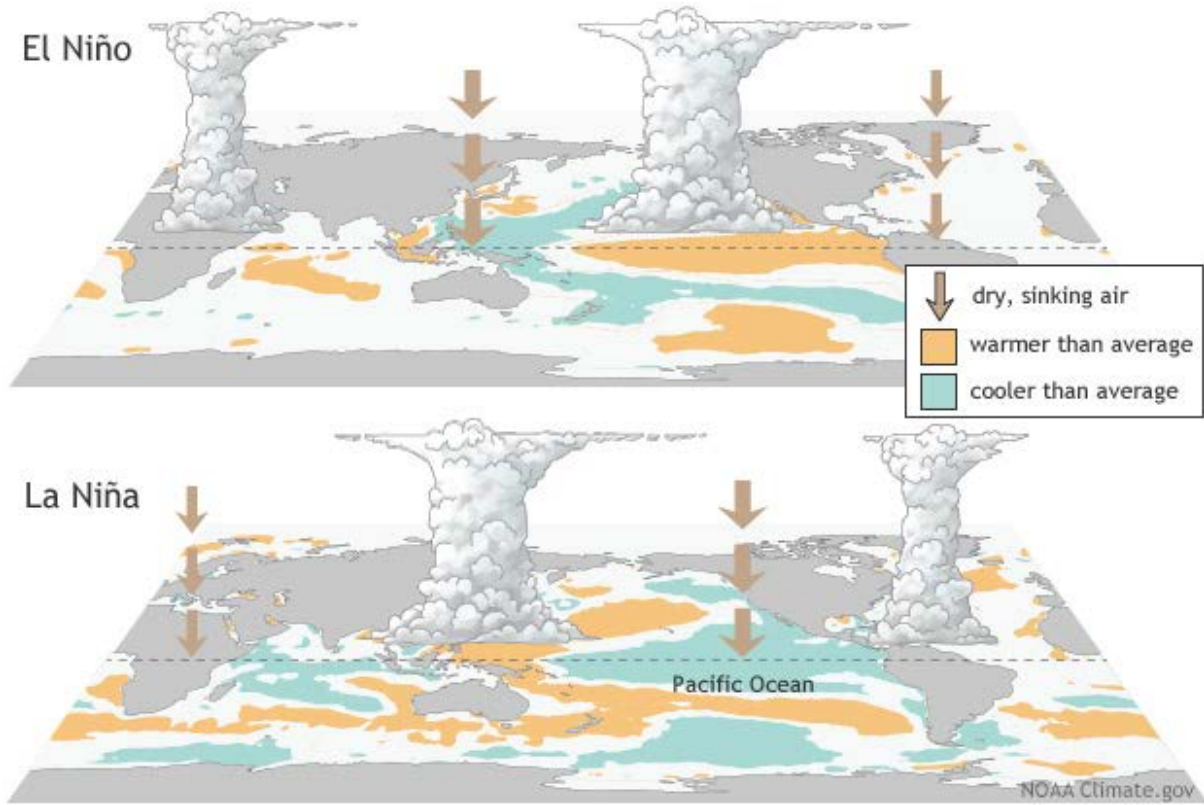 El Niño
dry, sinking air
warmer than average
cooler than average
La Niña
Pacific Ocean
NOAA Climate.gov